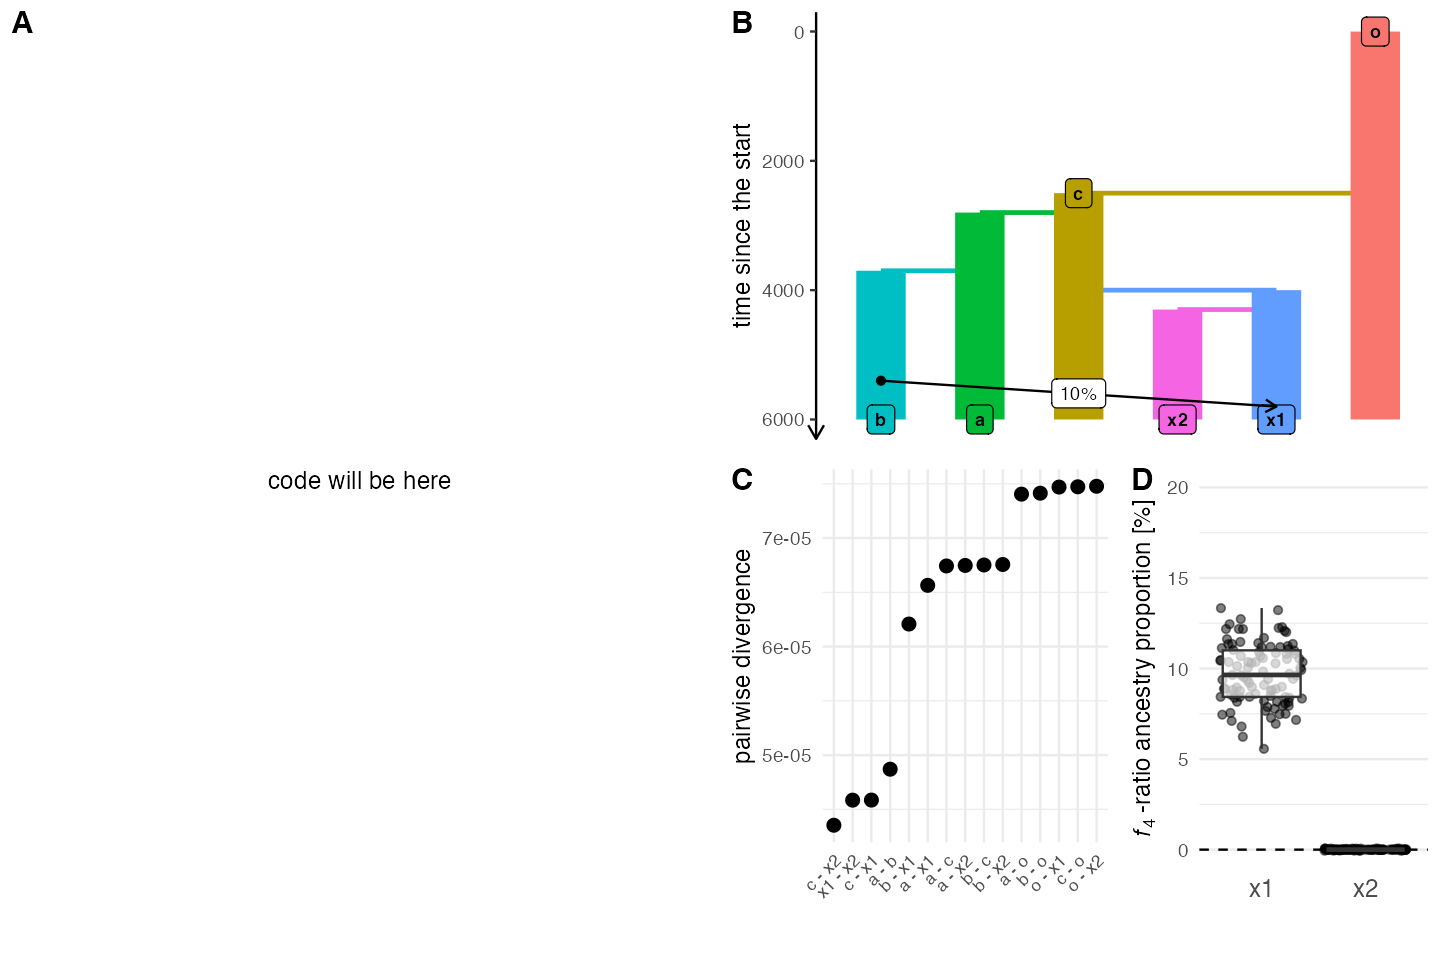 A
code will be here
B
time since the start
0
2000
4000
6000
o
c
10%
b
a
x2
x1
C
pairwise divergence
7e-05
6e-05
5e-05
c - x2
x1 - x2
c - x1
a - b
b - x1
a - x1
a - c
a - x2
b - c
b - x2
a - o
b - o
o - x1
c - o
o - x2
D
f4 -ratio ancestry proportion [%]
20
15
10
5
0
x1
x2